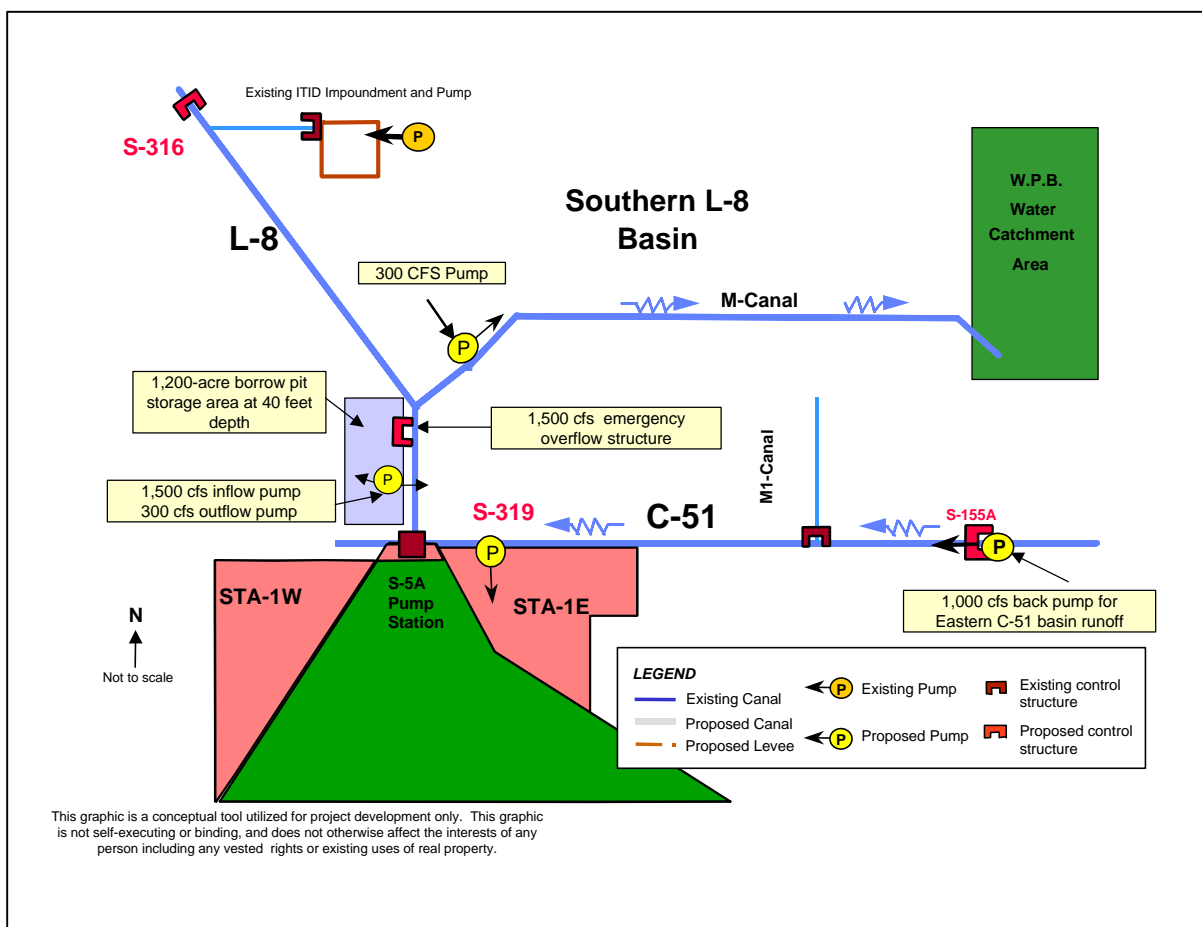 Existing ITID Impoundment and Pump
P
S-316
L-8
Southern L-8
Basin
W.P.B.
Water
Catchment
Area
300 CFS Pump
P
M-Canal
1,200-acre borrow pit
storage area at 40 feet
depth
1,500 cfs emergency
overflow structure
M1-Canal
P
1,500 cfs inflow pump
300 cfs outflow pump
S-319
C-51
S-155A
P
P
S-5A
Pump
Station
STA-1W
STA-1E
1,000 cfs back pump for
Eastern C-51 basin runoff
N
Not to scale
LEGEND
Existing Canal
Proposed Canal
Proposed Levee
P
Existing Pump
P
Proposed Pump
Existing control
structure
Proposed control
structure
This graphic is a conceptual tool utilized for project development only. This graphic
is not self-executing or binding, and does not otherwise affect the interests of any
person including any vested rights or existing uses of real property.